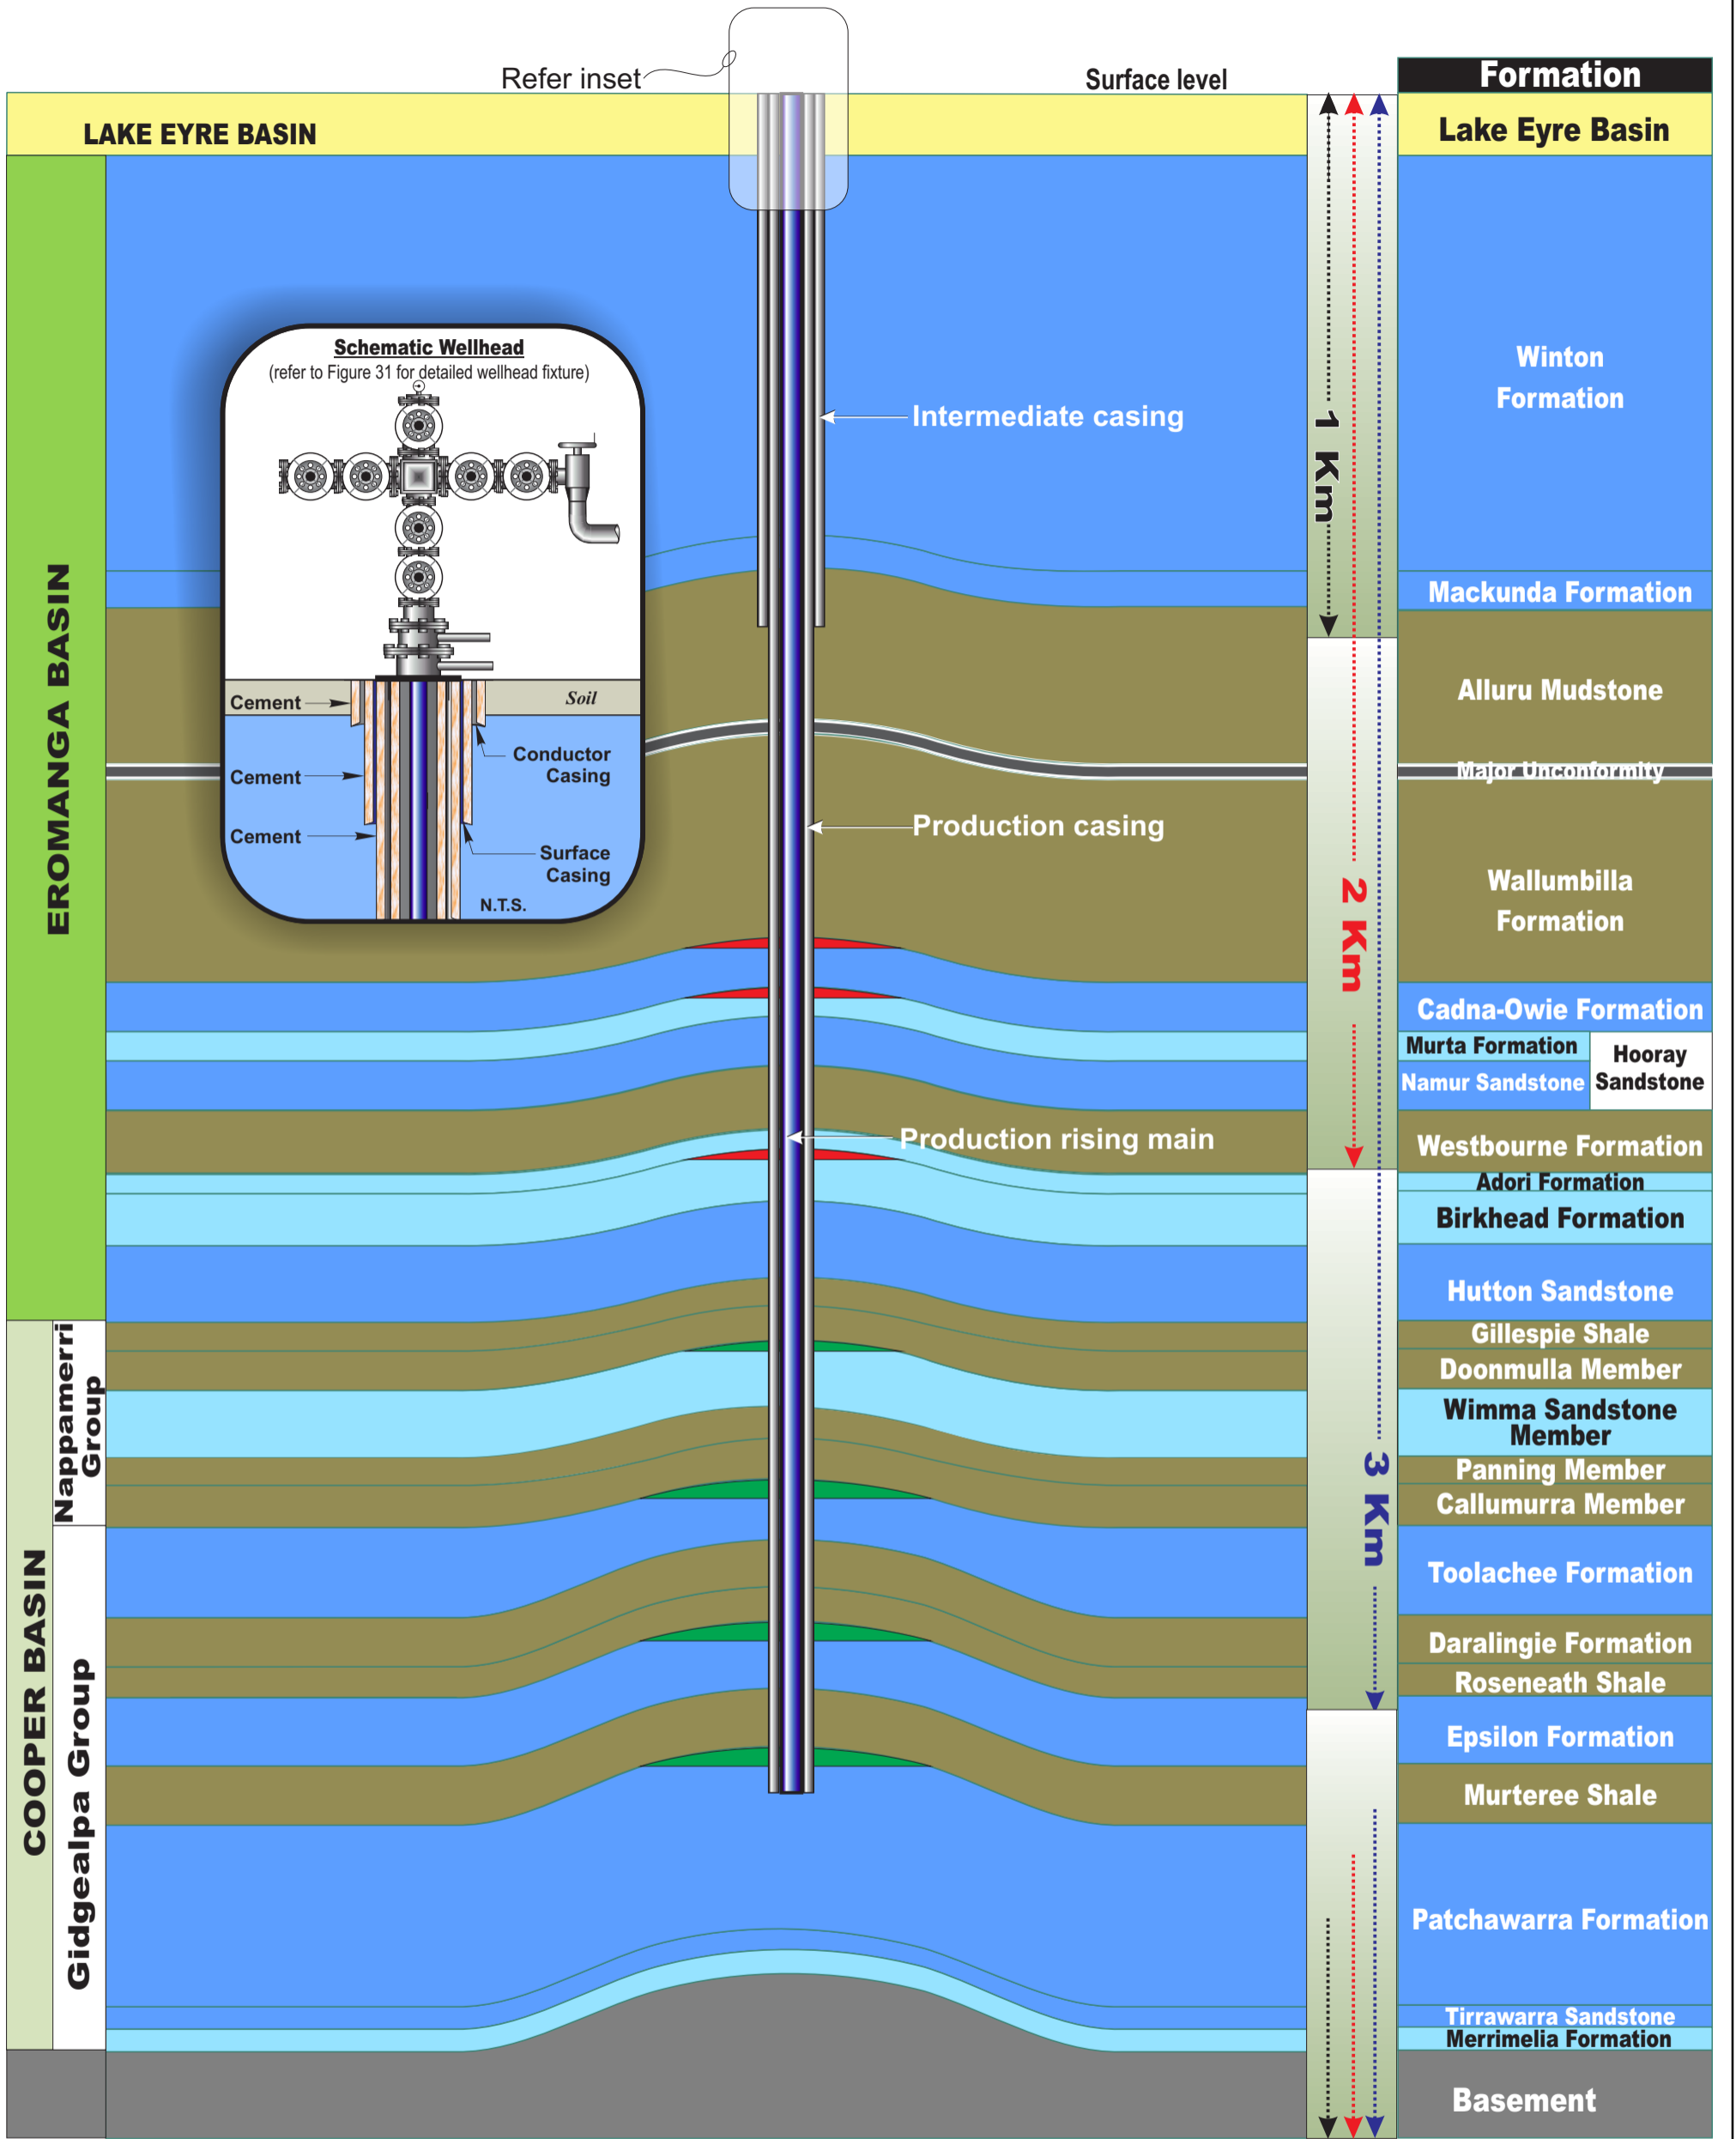 Refer inset
Surface level
Formation
LAKE EYRE BASIN
Lake Eyre Basin
EROMANGA BASIN
Nappamerri
Group
COOPER BASIN
Gidgealpa Group
Schematic Wellhead
(refer to Figure 31 for detailed wellhead fixture)
Cement
Soil
Cement
Conductor
Casing
Cement
Surface
Casing
N.T.S.
Intermediate casing
Production casing
Production rising main
1 Km
2 Km
3 Km
Winton
Formation
Mackunda Formation
Alluru Mudstone
Major Unconformity
Wallumbilla
Formation
Cadna-Owie Formation
Murta Formation
Namur Sandstone
Hooray
Sandstone
Westbourne Formation
Adori Formation
Birkhead Formation
Hutton Sandstone
Gillespie Shale
Doonmulla Member
Wimma Sandstone
Member
Panning Member
Callumurra Member
Toolachee Formation
Daralingie Formation
Roseneath Shale
Epsilon Formation
Murteree Shale
Patchawarra Formation
Tirrawarra Sandstone
Merrimelia Formation
Basement